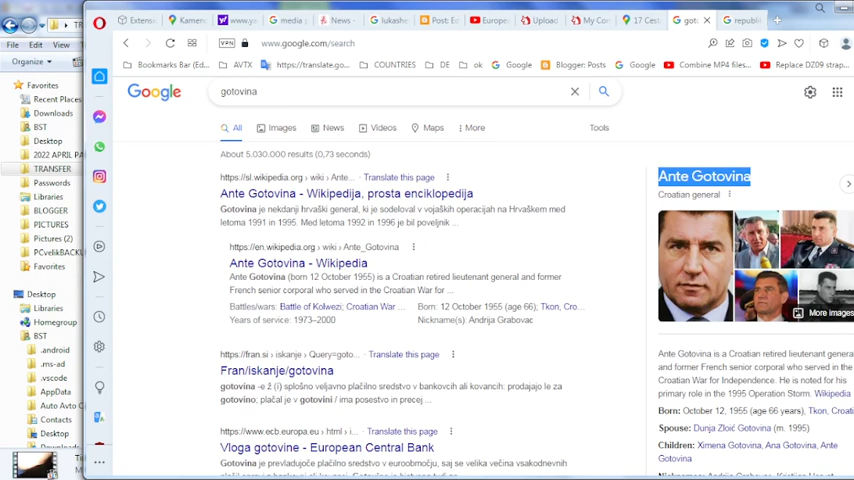 TR
Extens
Kamen
www.ya
media p
News -
lukashe
Post: Ed
Europe
Upload
My Con
17 Cest
goto
republi
File
Edit
View
VPN
www.google.com/search
Organize
Bookmarks Bar (Ed...
AVTX
https://translate.go...
COUNTRIES
DE
ok
Google
Blogger: Posts
Google
Combine MP4 files...
Replace DZ09 strap...
Favorites
Recent Places
Downloads
BST
Desktop
2022 APRIL PA
TRANSFER
Passwords
Libraries
BLOGGER
PICTURES
Pictures (2)
PCvelikBACKU
Favorites
Desktop
Libraries
Homegroup
BST
.android
.ms-ad
.vscode
AppData
Auto Avto C
Contacts
Desktop
Downloads
Google
gotovina
All
Images
News
Videos
Maps
More
Tools
About 5.030.000 results (0,73 seconds)
https://sl.wikipedia.org › wiki › Ante... Translate this page
Ante Gotovina - Wikipedija, prosta enciklopedija
Gotovina je nekdanji hrvaški general, ki je sodeloval v vojaških operacijah na Hrvaškem med
letoma 1991 in 1995. Med letoma 1992 in 1996 je bil poveljnik ...
https://en.wikipedia.org › wiki › Ante_Gotovina
Ante Gotovina - Wikipedia
Ante Gotovina (born 12 October 1955) is a Croatian retired lieutenant general and former
French senior corporal who served in the Croatian War for ...
Battles/wars: Battle of Kolwezi; Croatian War ... Born: 12 October 1955 (age 66); Tkon, Cro...
Years of service: 1973–2000 Nickname(s): Andrija Grabovac
https://fran.si › iskanje › Query=goto... Translate this page
Fran/iskanje/gotovina
gotovina -e ž (i) splošno veljavno plačilno sredstvo v bankovcih ali kovancih: prodajajo le za
gotovino; plačal je v gotovini / ima posestvo in precej ...
https://www.ecb.europa.eu › html › i... Translate this page
Vloga gotovine - European Central Bank
Gotovina je prevladujoče plačilno sredstvo v euroobmočju, saj se velika večina vsakodnevnih
Ante Gotovina
Croatian general
More images
Ante Gotovina is a Croatian retired lieutenant genera
and former French senior corporal who served in the
Croatian War for Independence. He is noted for his
primary role in the 1995 Operation Storm. Wikipedia
Born: October 12, 1955 (age 66 years), Tkon, Croati
Spouse: Dunja Zloić Gotovina (m. 1995)
Children: Ximena Gotovina, Ana Gotovina, Ante
Gotovina